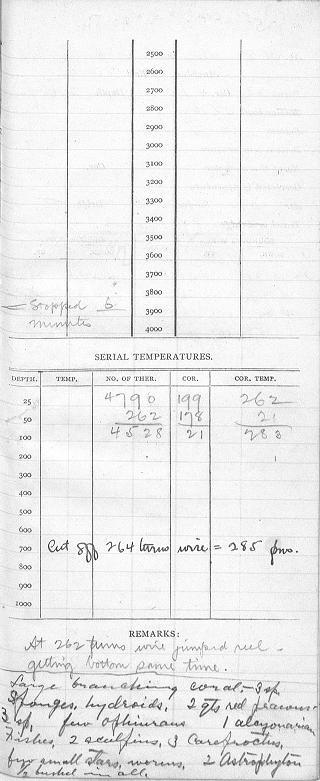 2500
2600
2700
2800
2900
3000
3100
3200
3300
3400
3500
3600
3700
3800
Stopped 6
3900
minutes
4000
SERIAL TEMPERATURES.
DEPTH. TEMP. NO. OF THER. COR. COR. TEMP.
25 4790 199 262
50 262 178 21
100 4528 21 283
200
300
400
500
600
700 Cut off 264 turns wire = 285 fms.
800
900
1000
REMARKS:
At 262 turns wire jumped reel -
getting bottom same time.
Large branching coral - 3 sp
sponges, hydroids. 2 qts red prawns -
3 sp, few ophiurans 1 alcyonarian
Fishes, 2 sculpins, 3 Careproctus,
few small stars, worms, 2 Astrophyton
½ bushel in all.